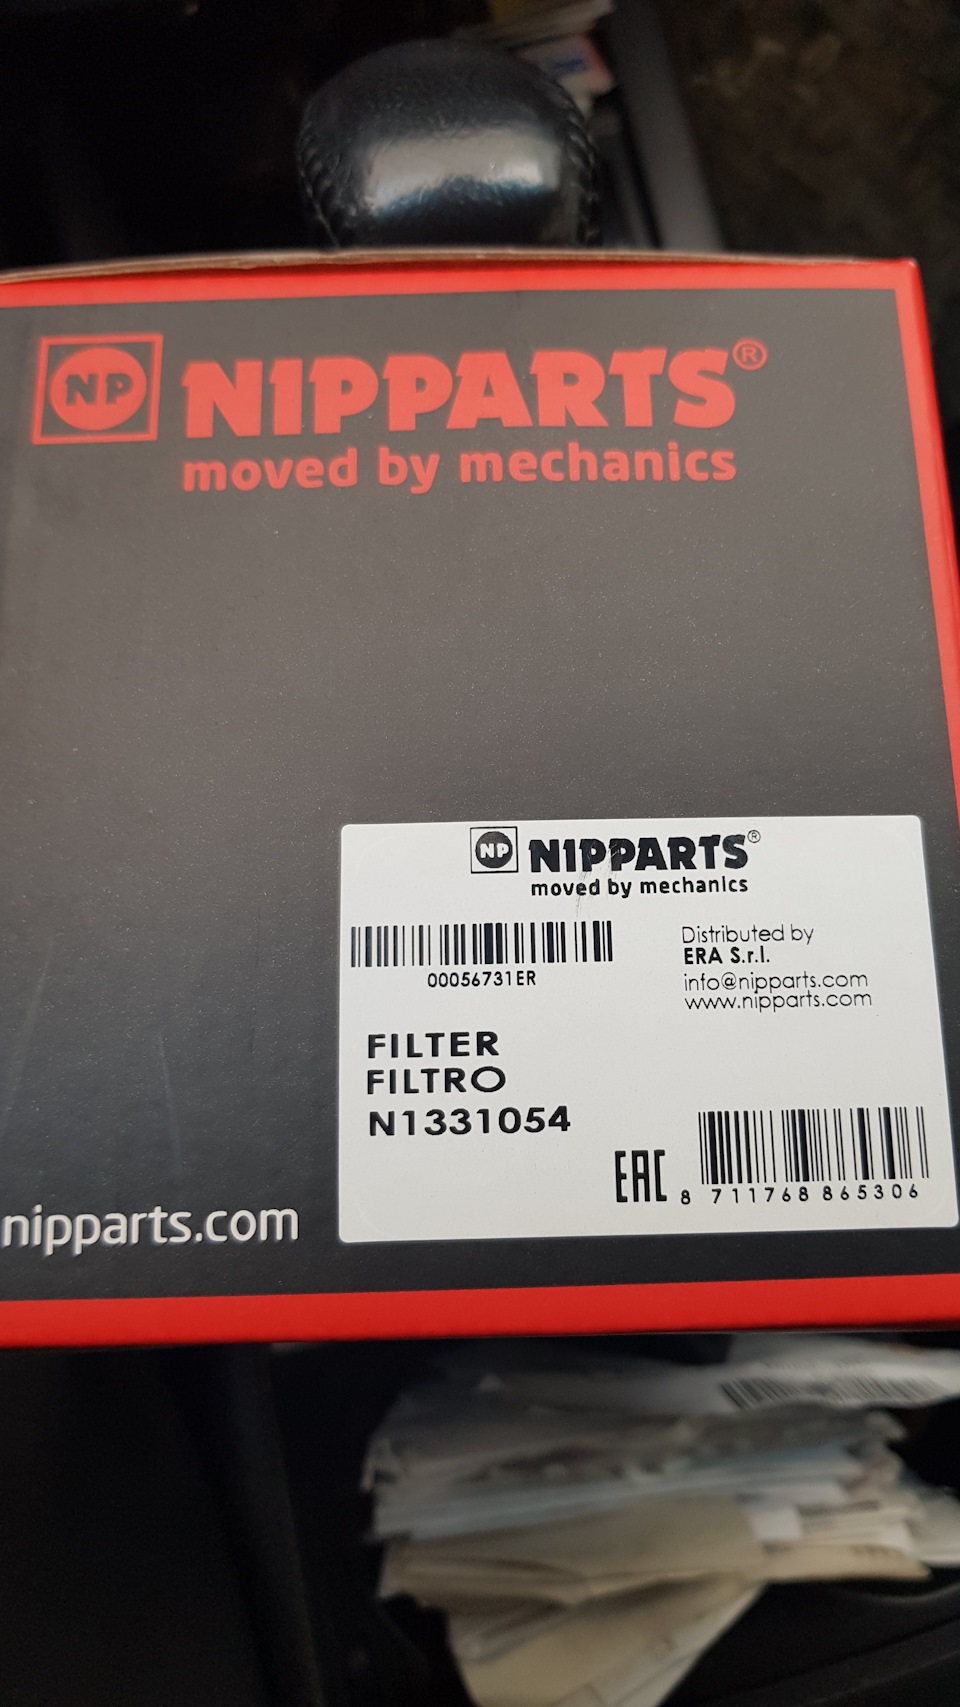 NP NIPPARTS®
moved by mechanics
NP NIPPARTS®
moved by mechanics
00056731ER
Distributed by
ERA S.r.l.
info@nipparts.com
www.nipparts.com
FILTER
FILTRO
N1331054
EAC
8 711768 865306
nipparts.com